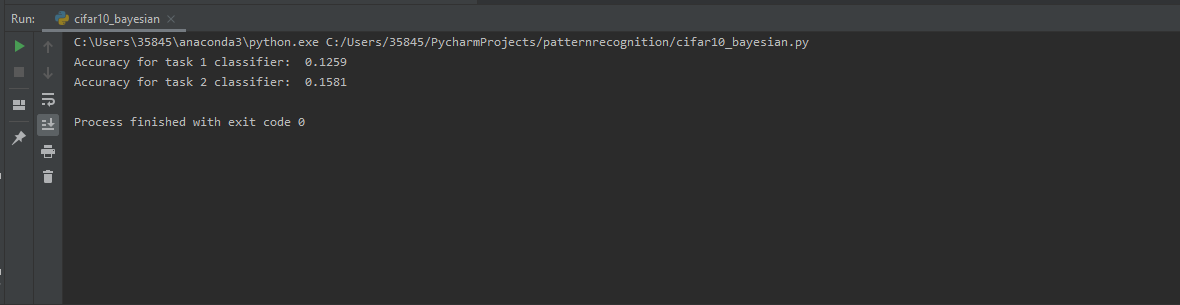 Run: cifar10_bayesian
C:\Users\35845\anaconda3\python.exe C:/Users/35845/PycharmProjects/patternrecognition/cifar10_bayesian.py
Accuracy for task 1 classifier:  0.1259
Accuracy for task 2 classifier:  0.1581
Process finished with exit code 0